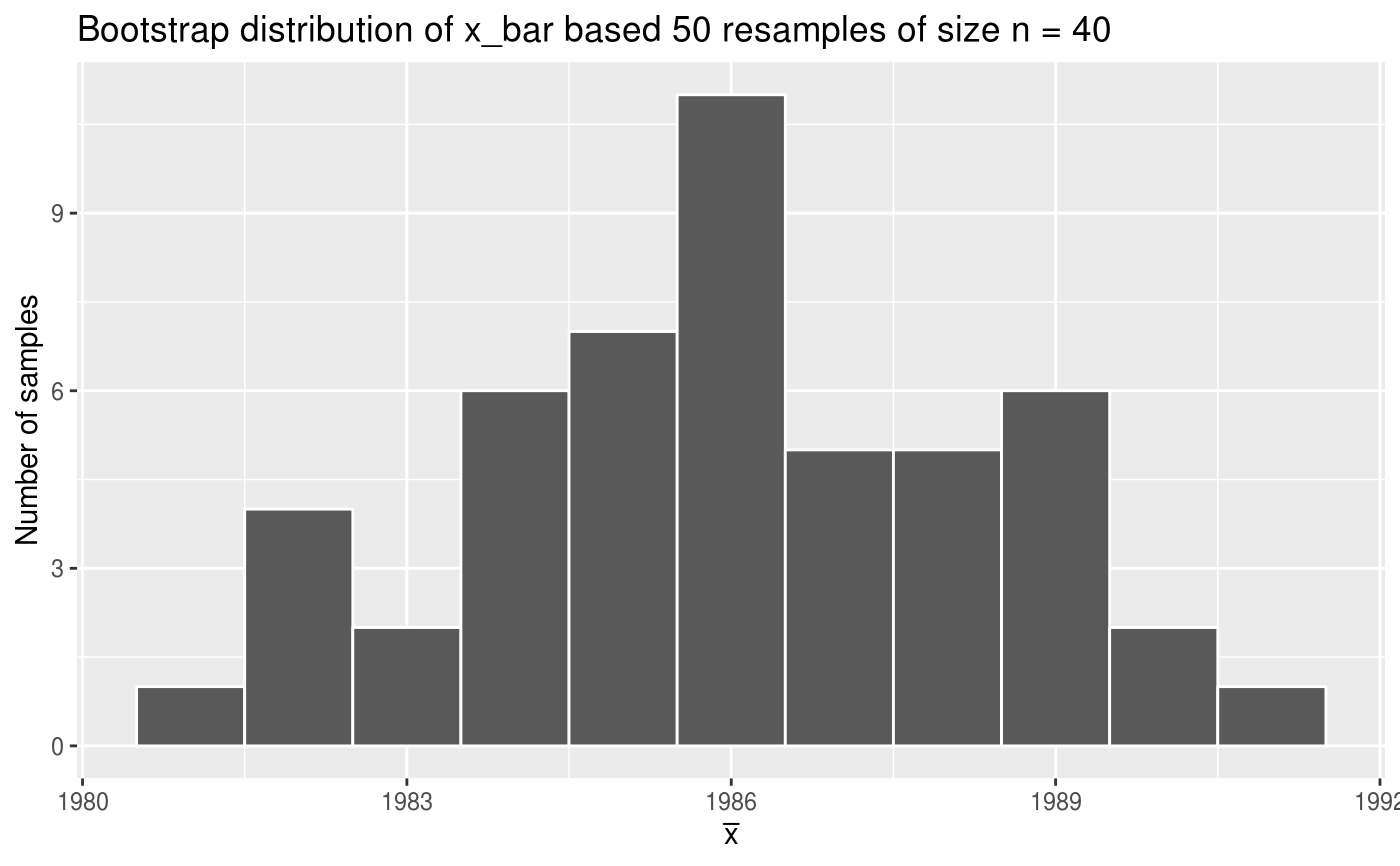 Bootstrap distribution of x_bar based 50 resamples of size n = 40
Number of samples
9
6
3
0
1980 1983 1986 1989 1992
x̅